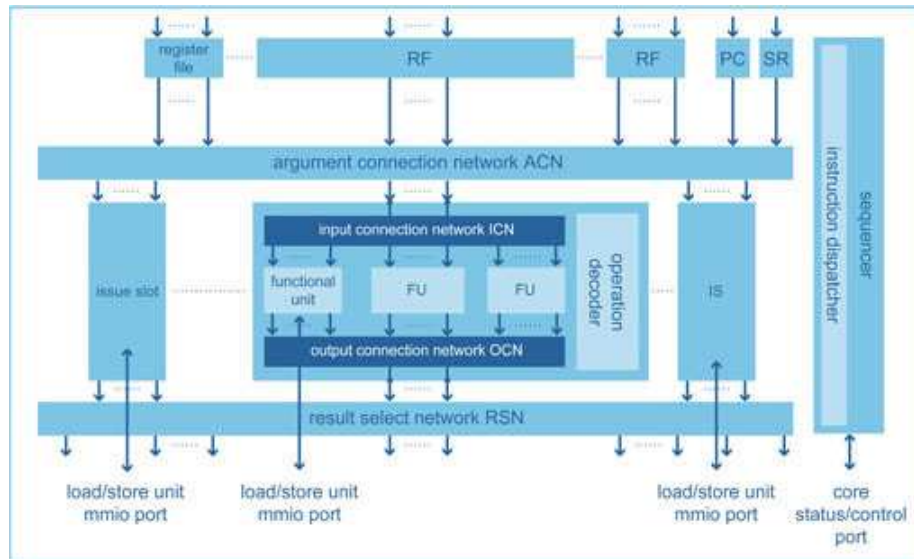 register
file
RF
RF
PC
SR
argument connection network ACN
issue slot
input connection network ICN
functional
unit
FU
FU
output connection network OCN
operation
decoder
IS
instruction dispatcher
sequencer
result select network RSN
load/store unit
mmio port
load/store unit
mmio port
load/store unit
mmio port
core
status/control
port